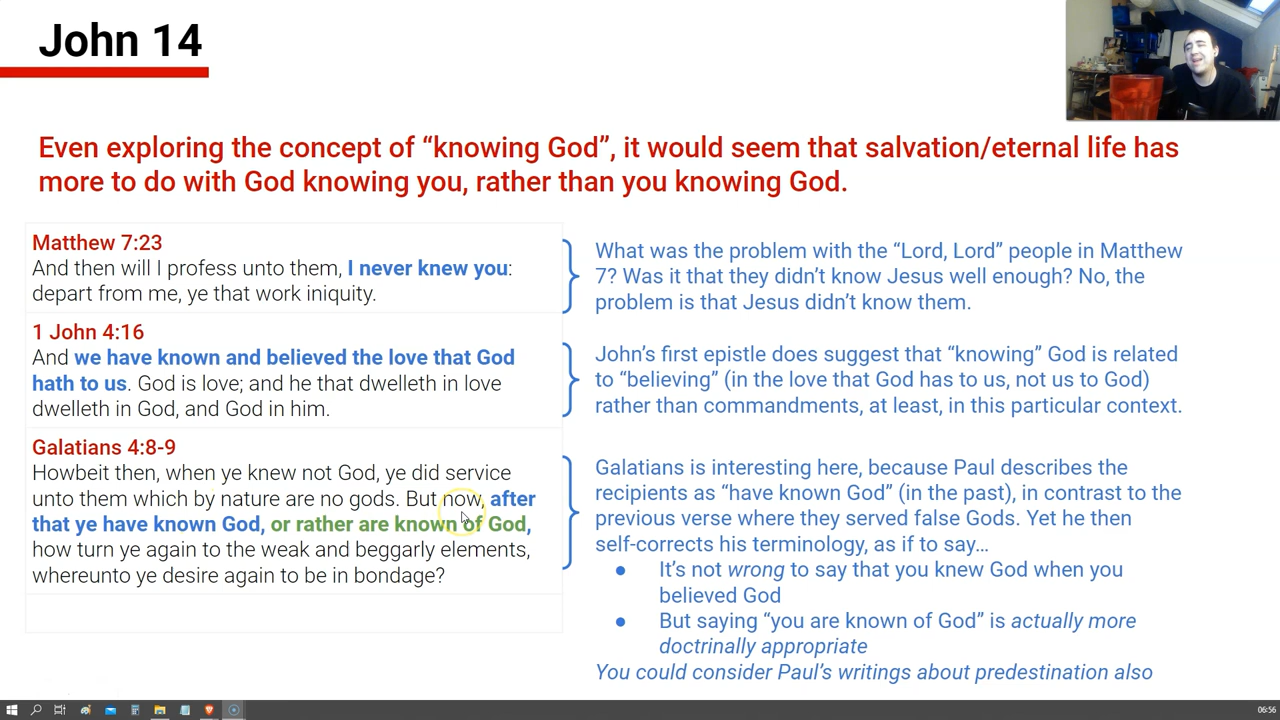 John 14
Even exploring the concept of “knowing God”, it would seem that salvation/eternal life has
more to do with God knowing you, rather than you knowing God.
Matthew 7:23
And then will I profess unto them, I never knew you:
depart from me, ye that work iniquity.
What was the problem with the “Lord, Lord” people in Matthew
7? Was it that they didn’t know Jesus well enough? No, the
problem is that Jesus didn’t know them.
1 John 4:16
And we have known and believed the love that God
hath to us. God is love; and he that dwelleth in love
dwelleth in God, and God in him.
John’s first epistle does suggest that “knowing” God is related
to “believing” (in the love that God has to us, not us to God)
rather than commandments, at least, in this particular context.
Galatians 4:8-9
Howbeit then, when ye knew not God, ye did service
unto them which by nature are no gods. But now, after
that ye have known God, or rather are known of God,
how turn ye again to the weak and beggarly elements,
whereunto ye desire again to be in bondage?
Galatians is interesting here, because Paul describes the
recipients as “have known God” (in the past), in contrast to the
previous verse where they served false Gods. Yet he then
self-corrects his terminology, as if to say…
● It’s not wrong to say that you knew God when you
believed God
● But saying “you are known of God” is actually more
doctrinally appropriate
You could consider Paul’s writings about predestination also
06:56